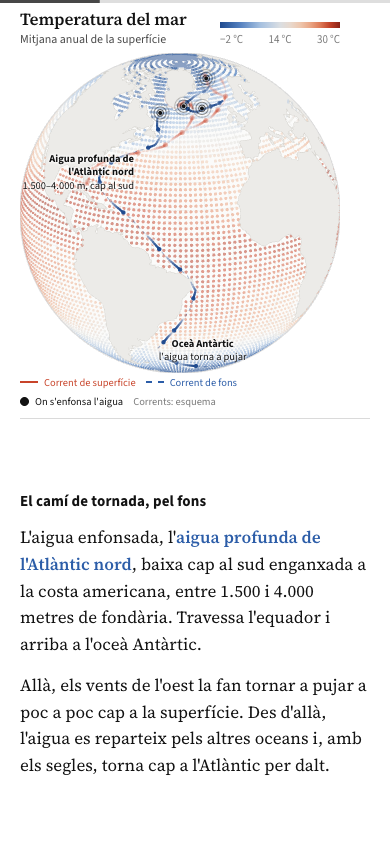 Temperatura del mar
Mitjana anual de la superfície
−2 °C 14 °C 30 °C
Aigua profunda de
l'Atlàntic nord
1.500–4.000 m, cap al sud
Oceà Antàrtic
l'aigua torna a pujar
Corrent de superfície Corrent de fons
On s'enfonsa l'aigua Corrents: esquema
El camí de tornada, pel fons
L'aigua enfonsada, l'aigua profunda de
l'Atlàntic nord, baixa cap al sud enganxada a
la costa americana, entre 1.500 i 4.000
metres de fondària. Travessa l'equador i
arriba a l'oceà Antàrtic.
Allà, els vents de l'oest la fan tornar a pujar a
poc a poc cap a la superfície. Des d'allà,
l'aigua es reparteix pels altres oceans i, amb
els segles, torna cap a l'Atlàntic per dalt.